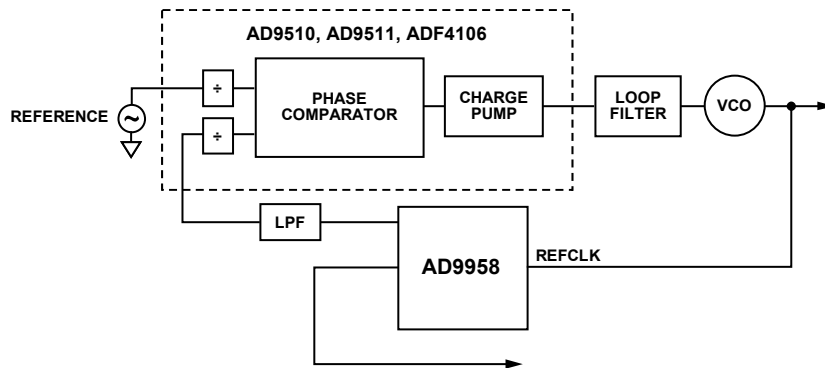 AD9510, AD9511, ADF4106
REFERENCE
~
÷
÷
PHASE
COMPARATOR
CHARGE
PUMP
LOOP
FILTER
VCO
LPF
AD9958
REFCLK